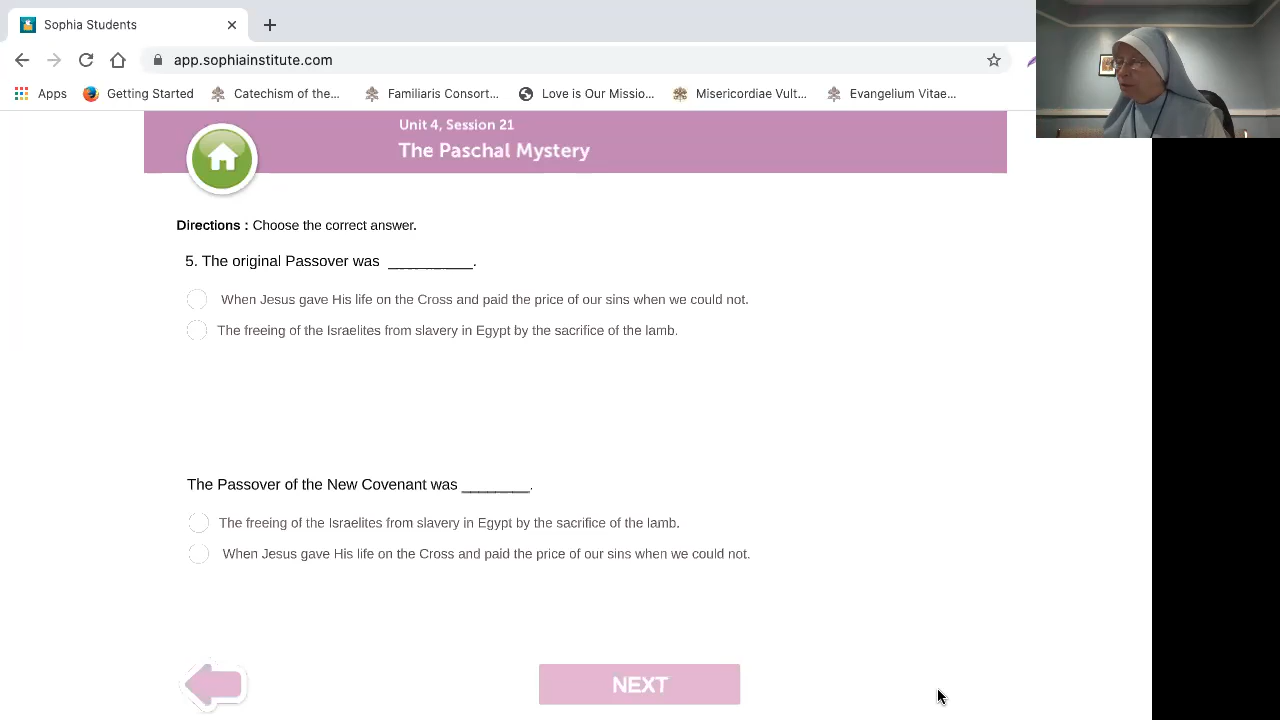 Sophia Students
app.sophiainstitute.com
Apps Getting Started Catechism of the... Familiaris Consort... Love is Our Missio... Misericordiae Vult... Evangelium Vitae...
Unit 4, Session 21
The Paschal Mystery
Directions : Choose the correct answer.
5. The original Passover was __________.
When Jesus gave His life on the Cross and paid the price of our sins when we could not.
The freeing of the Israelites from slavery in Egypt by the sacrifice of the lamb.
The Passover of the New Covenant was ________.
The freeing of the Israelites from slavery in Egypt by the sacrifice of the lamb.
When Jesus gave His life on the Cross and paid the price of our sins when we could not.
NEXT